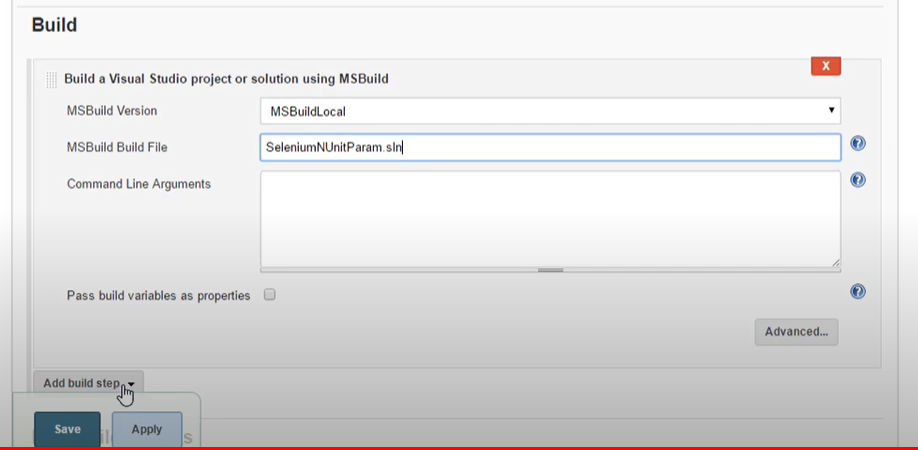 Build
Build a Visual Studio project or solution using MSBuild
X
MSBuild Version
MSBuildLocal
MSBuild Build File
SeleniumNUnitParam.sln
Command Line Arguments
Pass build variables as properties
Advanced...
Add build step
Save
Apply